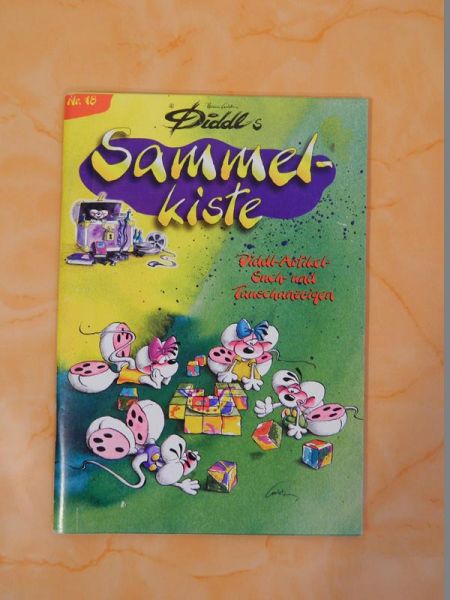 Nr. 18
Diddl's
Sammel-
kiste
Diddl-Artikel-
Such- und
Tauschanzeigen